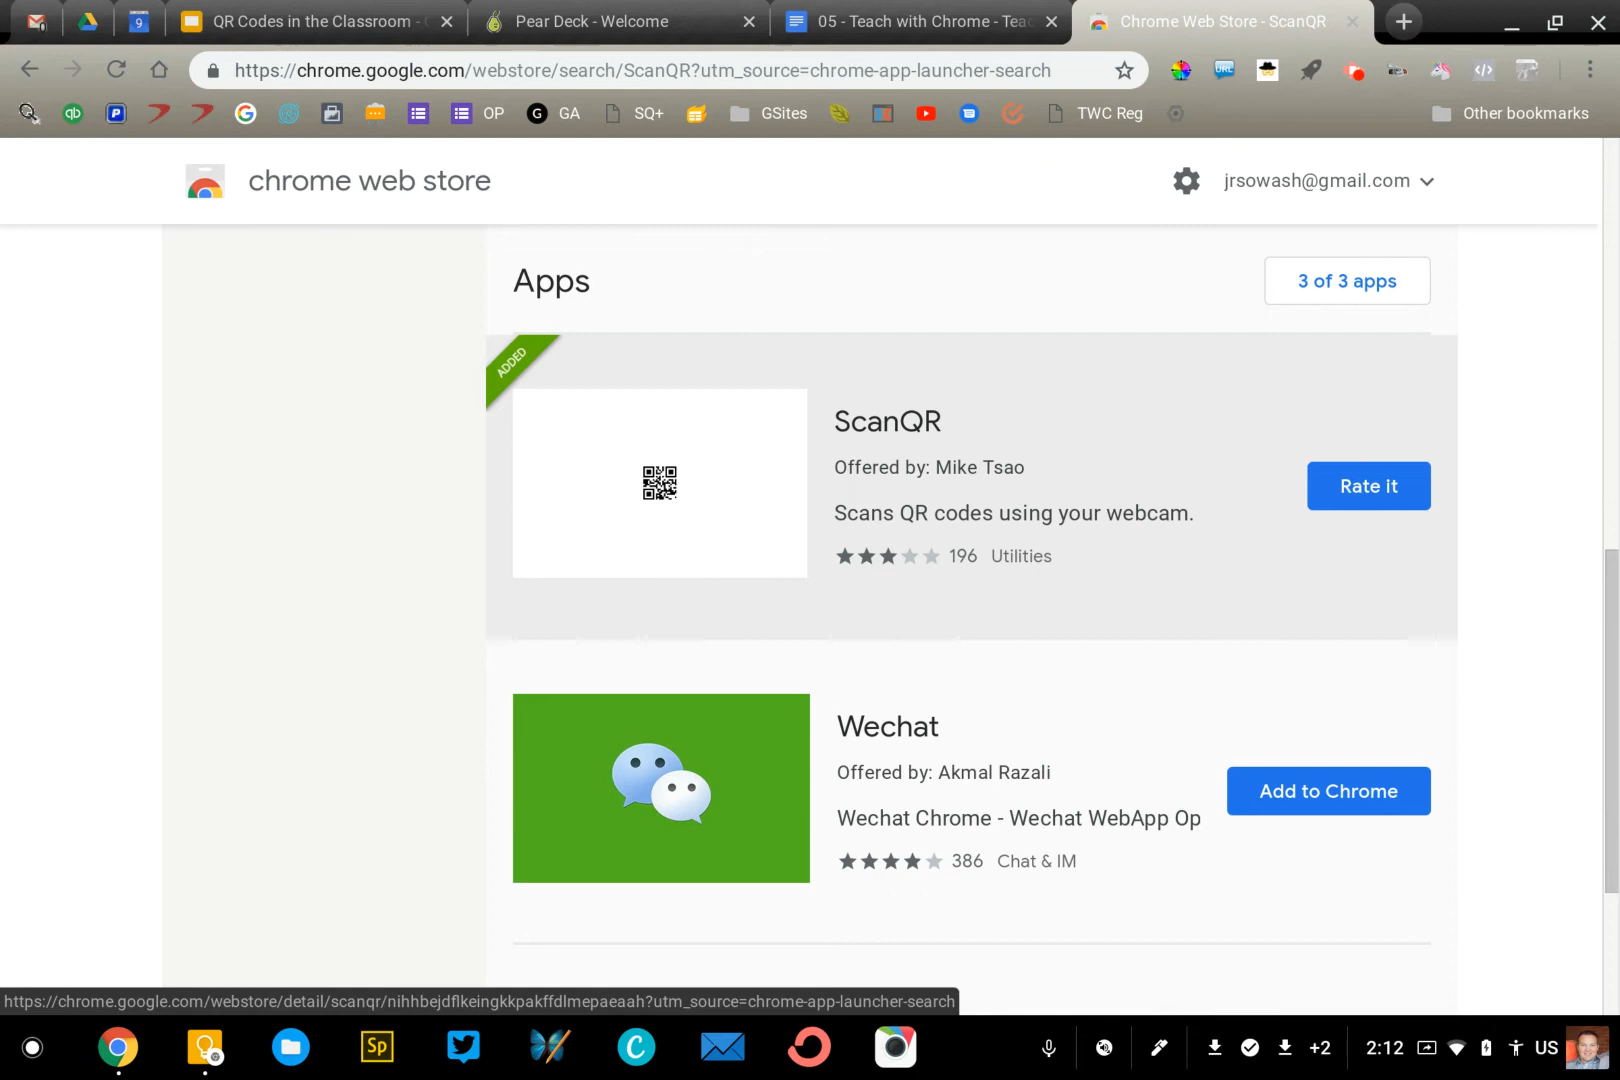 9
QR Codes in the Classroom - 
Pear Deck - Welcome
05 - Teach with Chrome - Tea
Chrome Web Store - ScanQR
https://chrome.google.com/webstore/search/ScanQR?utm_source=chrome-app-launcher-search
URL
qb
P
G
OP
G
GA
SQ+
GSites
TWC Reg
Other bookmarks
chrome web store
jrsowash@gmail.com
Apps
3 of 3 apps
ADDED
ScanQR
Offered by: Mike Tsao
Scans QR codes using your webcam.
Rate it
196 Utilities
Wechat
Offered by: Akmal Razali
Wechat Chrome - Wechat WebApp Op
Add to Chrome
386 Chat & IM
https://chrome.google.com/webstore/detail/scanqr/nihhbejdflkeingkkpakffdlmepaeaah?utm_source=chrome-app-launcher-search
Sp
C
+2
2:12
US